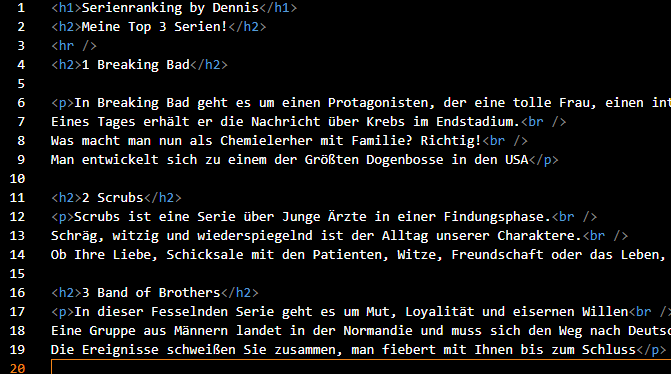 1 <h1>Serienranking by Dennis</h1>
2 <h2>Meine Top 3 Serien!</h2>
3 <hr />
4 <h2>1 Breaking Bad</h2>
5
6 <p>In Breaking Bad geht es um einen Protagonisten, der eine tolle Frau, einen
7 Eines Tages erhält er die Nachricht über Krebs im Endstadium.<br />
8 Was macht man nun als Chemielerher mit Familie? Richtig!<br />
9 Man entwickelt sich zu einem der Größten Dogenbosse in den USA</p>
10
11 <h2>2 Scrubs</h2>
12 <p>Scrubs ist eine Serie über Junge Ärzte in einer Findungsphase.<br />
13 Schräg, witzig und wiederspiegelnd ist der Alltag unserer Charaktere.<br />
14 Ob Ihre Liebe, Schicksale mit den Patienten, Witze, Freundschaft oder das Leben,
15
16 <h2>3 Band of Brothers</h2>
17 <p>In dieser Fesselnden Serie geht es um Mut, Loyalität und eisernen Willen<br />
18 Eine Gruppe aus Männern landet in der Normandie und muss sich den Weg nach
19 Die Ereignisse schweißen Sie zusammen, man fiebert mit Ihnen bis zum Schluss</p>
20